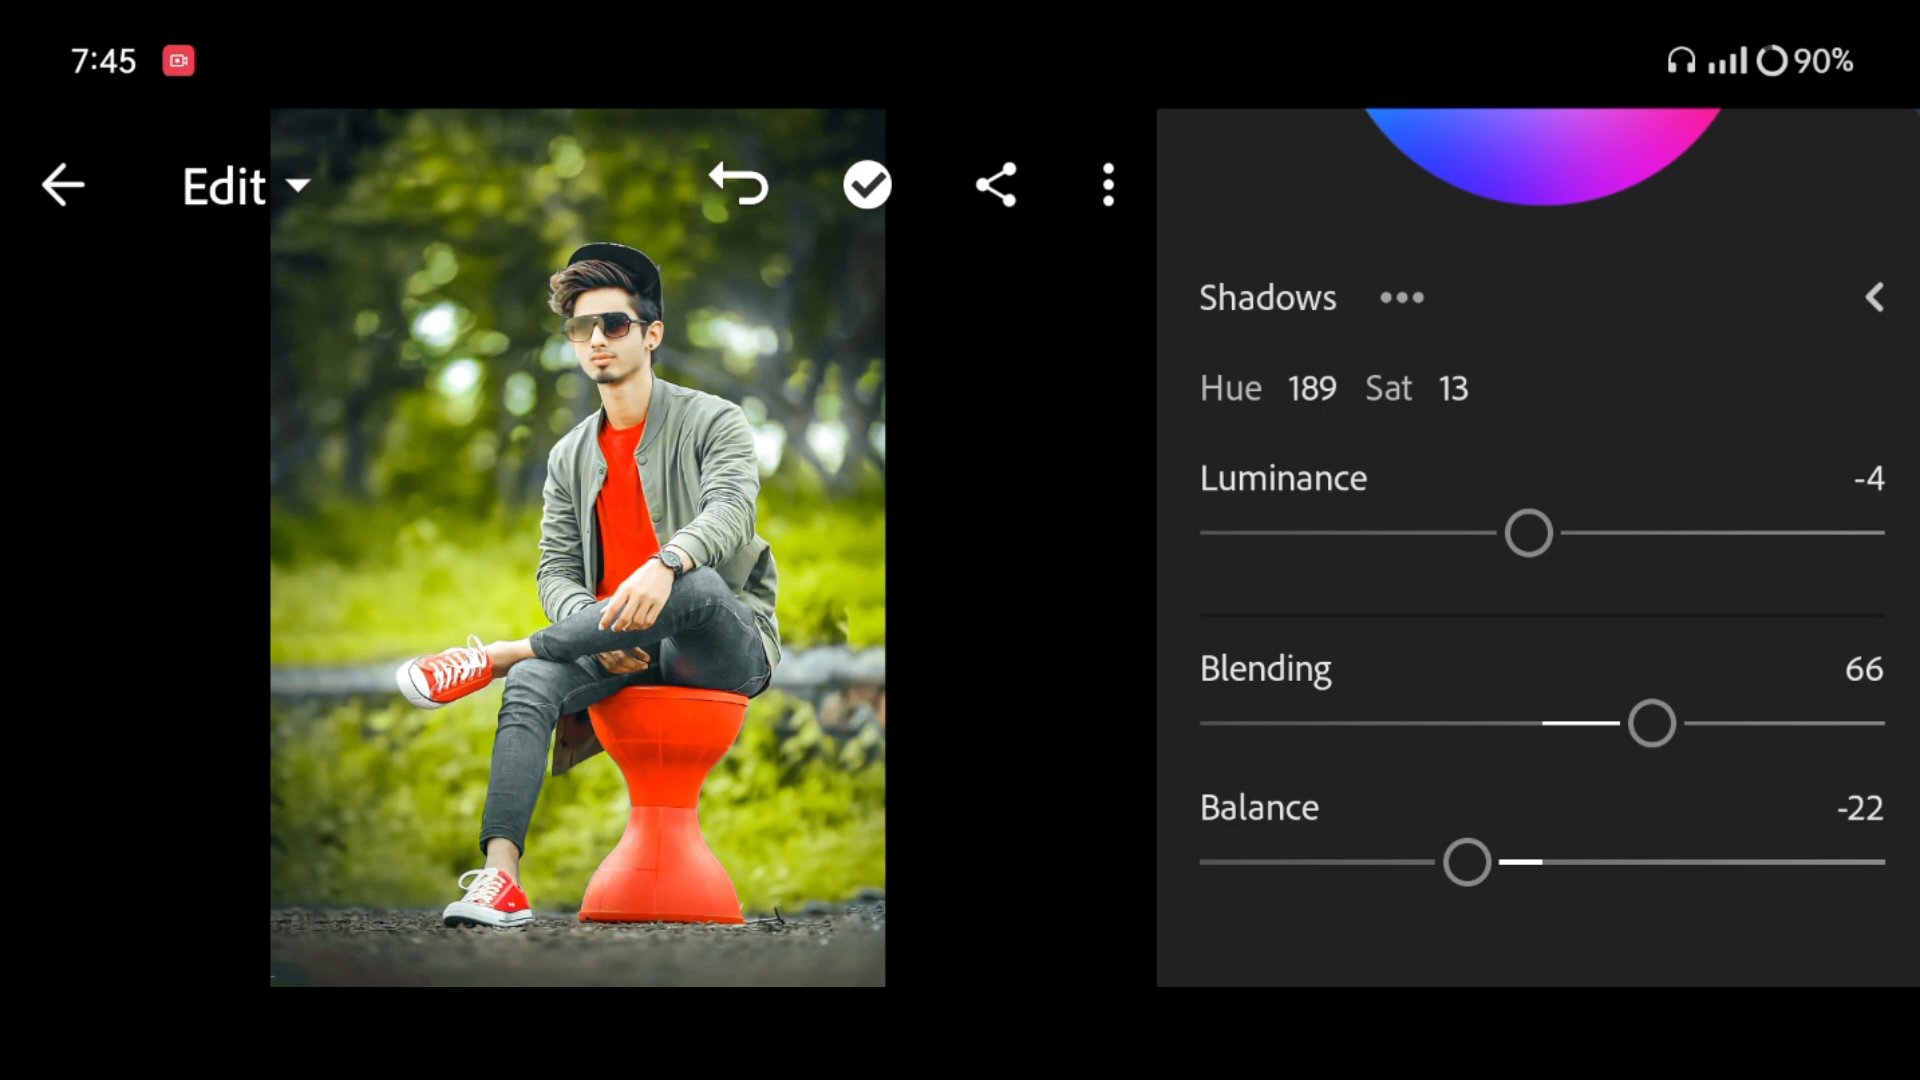 7:45
90%
Edit
Shadows
Hue 189 Sat 13
Luminance -4
Blending 66
Balance -22